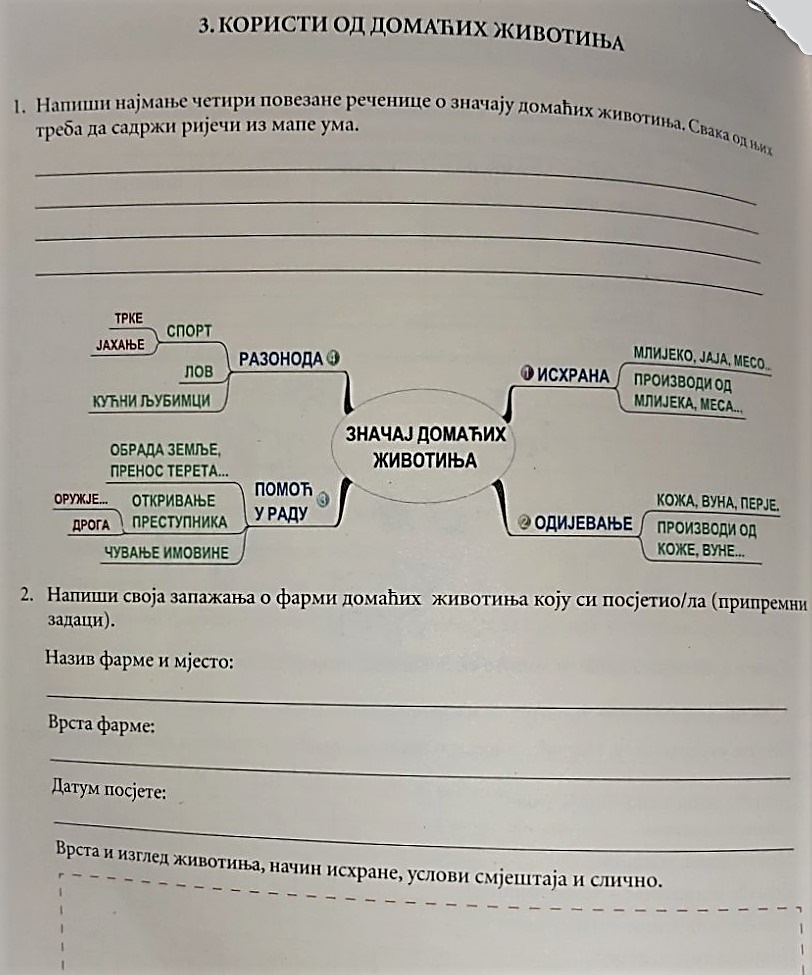 3. КОРИСТИ ОД ДОМАЋИХ ЖИВОТИЊА
1. Напиши најмање четири повезане реченице о значају домаћих животиња. Свака од њих
треба да садржи ријечи из мапе ума.
ТРКЕ
ЈАХАЊЕ
СПОРТ
ЛОВ
КУЋНИ ЉУБИМЦИ
РАЗОНОДА 4
1 ИСХРАНА
МЛИЈЕКО, ЈАЈА, МЕСО...
ПРОИЗВОДИ ОД
МЛИЈЕКА, МЕСА...
ЗНАЧАЈ ДОМАЋИХ
ЖИВОТИЊА
ОБРАДА ЗЕМЉЕ,
ПРЕНОС ТЕРЕТА...
ОРУЖЈЕ...
ДРОГА
ОТКРИВАЊЕ
ПРЕСТУПНИКА
ЧУВАЊЕ ИМОВИНЕ
ПОМОЋ
У РАДУ 3
2 ОДИЈЕВАЊЕ
КОЖА, ВУНА, ПЕРЈЕ.
ПРОИЗВОДИ ОД
КОЖЕ, ВУНЕ...
2. Напиши своја запажања о фарми домаћих животиња коју си посјетио/ла (припремни
задаци).
Назив фарме и мјесто:
Врста фарме:
Датум посјете:
Врста и изглед животиња, начин исхране, услови смјештаја и слично.